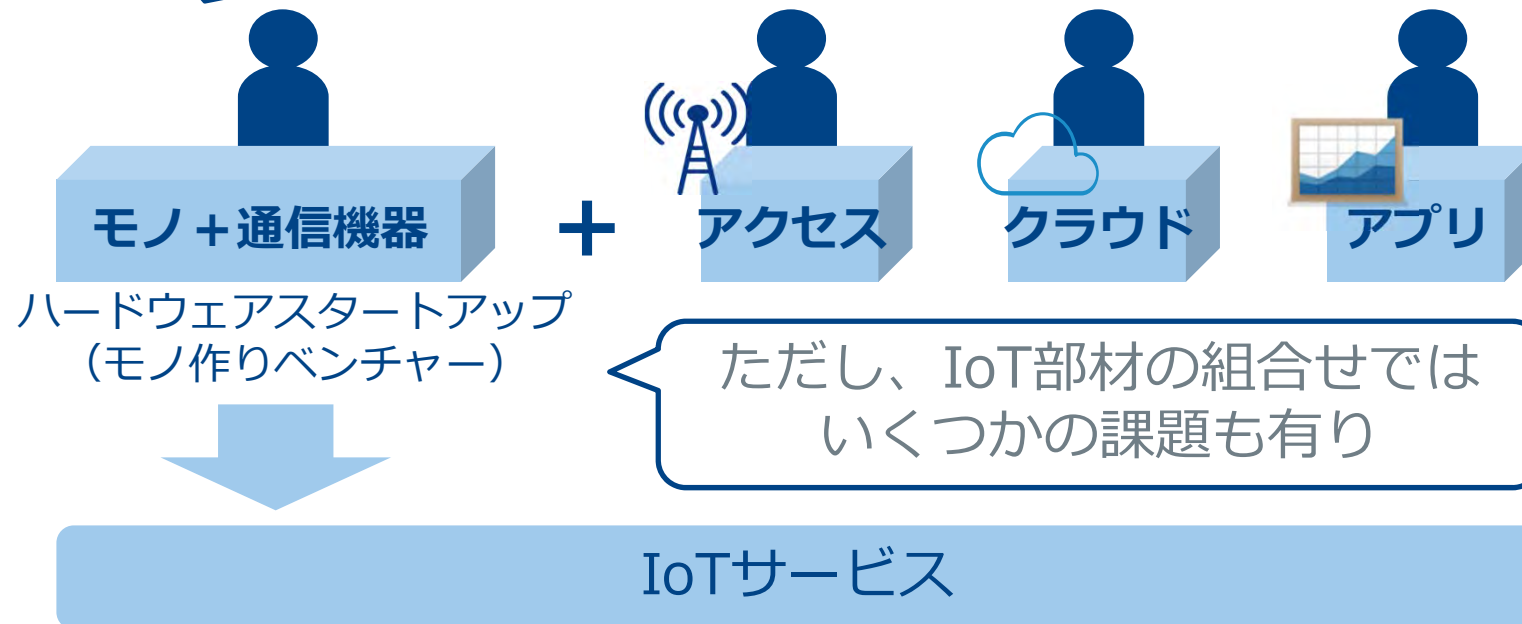 モノ+通信機器
+
アクセス
クラウド
アプリ
ハードウェアスタートアップ
(モノ作りベンチャー)
ただし、IoT部材の組合せでは
いくつかの課題も有り
IoTサービス